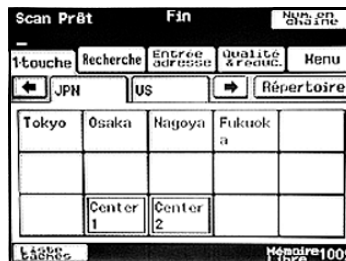 Scan Prêt Fin Num. en chaîne
1-touche Recherche Entrée adresse Qualité & réduc. Menu
JPN US Répertoire
Tokyo Osaka Nagoya Fukuoka
Center 1 Center 2
Liste tâches Mémoire Libre 100%